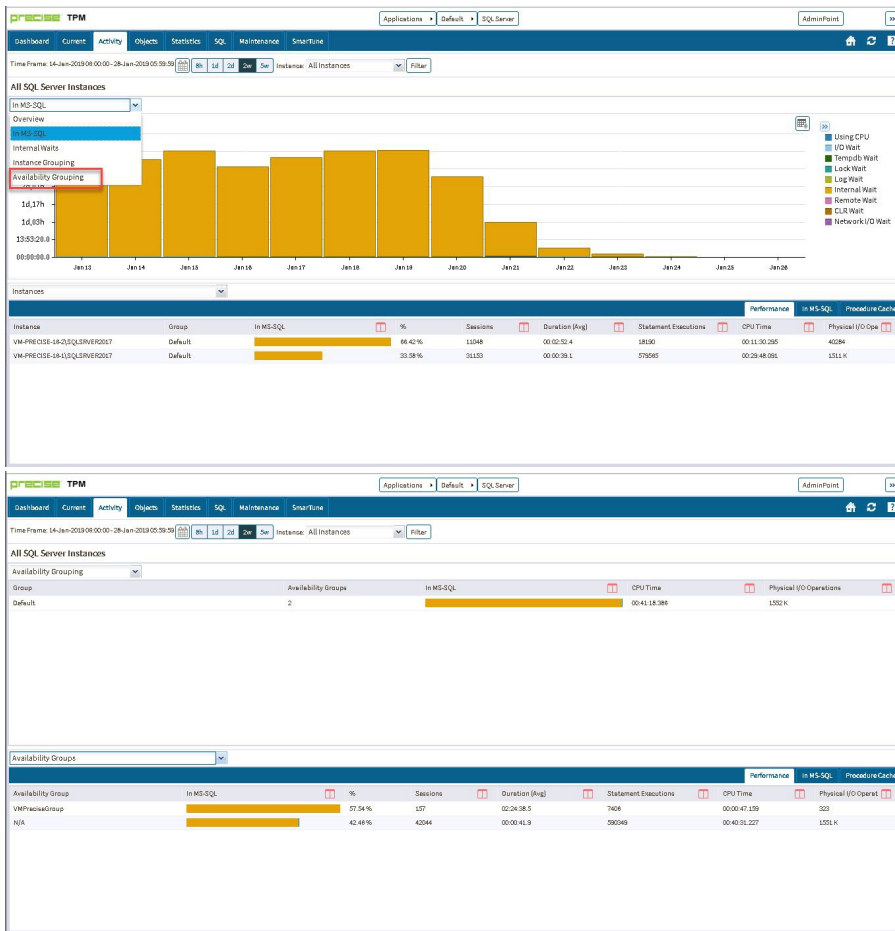 precise TPM Applications Default SQL Server AdminPoint »
Dashboard Current Activity Objects Statistics SQL Maintenance SmarTune
Time Frame: 14-Jan-2019 06:00:00 - 28-Jan-2019 05:59:59 8h 1d 2d 2w 5w Instance: All Instances Filter
All SQL Server Instances
In MS-SQL
Overview
In MS-SQL
Internal Waits
Instance Grouping
Availability Grouping
1d,17h
1d,03h
13:53:20.0
00:00:00.0
Jan 13 Jan 14 Jan 15 Jan 16 Jan 17 Jan 18 Jan 19 Jan 20 Jan 21 Jan 22 Jan 23 Jan 24 Jan 25 Jan 26
Using CPU
I/O Wait
Tempdb Wait
Lock Wait
Log Wait
Internal Wait
Remote Wait
CLR Wait
Network I/O Wait
Instances
Performance In MS-SQL Procedure Cache
Instance Group In MS-SQL % Sessions Duration (Avg) Statement Executions CPU Time Physical I/O Ope
VM-PRECISE-16-2\SQLSRVER2017 Default 66.42 % 11048 00:02:52.4 18190 00:11:30.295 40284
VM-PRECISE-16-1\SQLSRVER2017 Default 33.58 % 31153 00:00:39.1 579565 00:29:48.091 1511 K
precise TPM Applications Default SQL Server AdminPoint »
Dashboard Current Activity Objects Statistics SQL Maintenance SmarTune
Time Frame: 14-Jan-2019 06:00:00 - 28-Jan-2019 05:59:59 8h 1d 2d 2w 5w Instance: All Instances Filter
All SQL Server Instances
Availability Grouping
Group Availability Groups In MS-SQL CPU Time Physical I/O Operations
Default 2 00:41:18.386 1552 K
Availability Groups
Performance In MS-SQL Procedure Cache
Availability Group In MS-SQL % Sessions Duration (Avg) Statement Executions CPU Time Physical I/O Operat
VMPreciseGroup 57.54 % 157 02:24:38.5 7406 00:00:47.159 323
N/A 42.46 % 42044 00:00:41.9 590349 00:40:31.227 1551 K